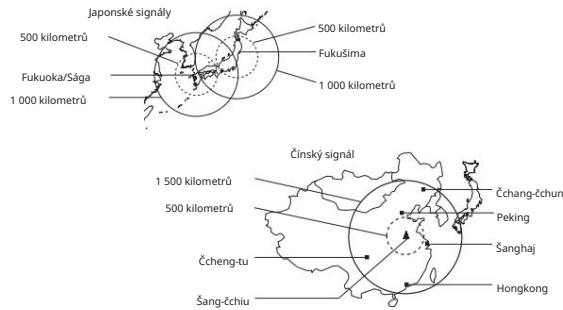 Japonské signály
500 kilometrů
500 kilometrů
Fukušima
Fukuoka/Sága
1 000 kilometrů
1 000 kilometrů
Čínský signál
1 500 kilometrů
500 kilometrů
Čchang-čchun
Peking
Šanghaj
Čcheng-tu
Hongkong
Šang-čchiu